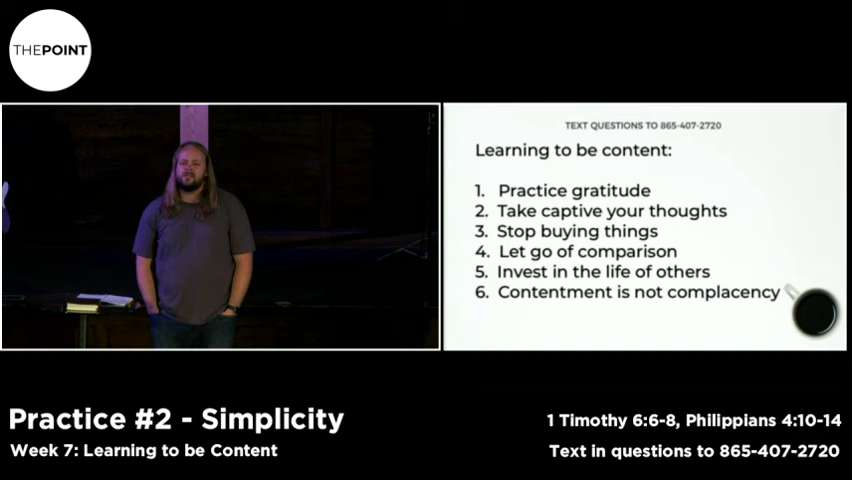 THEPOINT
TEXT QUESTIONS TO 865-407-2720
Learning to be content:
1. Practice gratitude
2. Take captive your thoughts
3. Stop buying things
4. Let go of comparison
5. Invest in the life of others
6. Contentment is not complacency
Practice #2 - Simplicity
Week 7: Learning to be Content
1 Timothy 6:6-8, Philippians 4:10-14
Text in questions to 865-407-2720